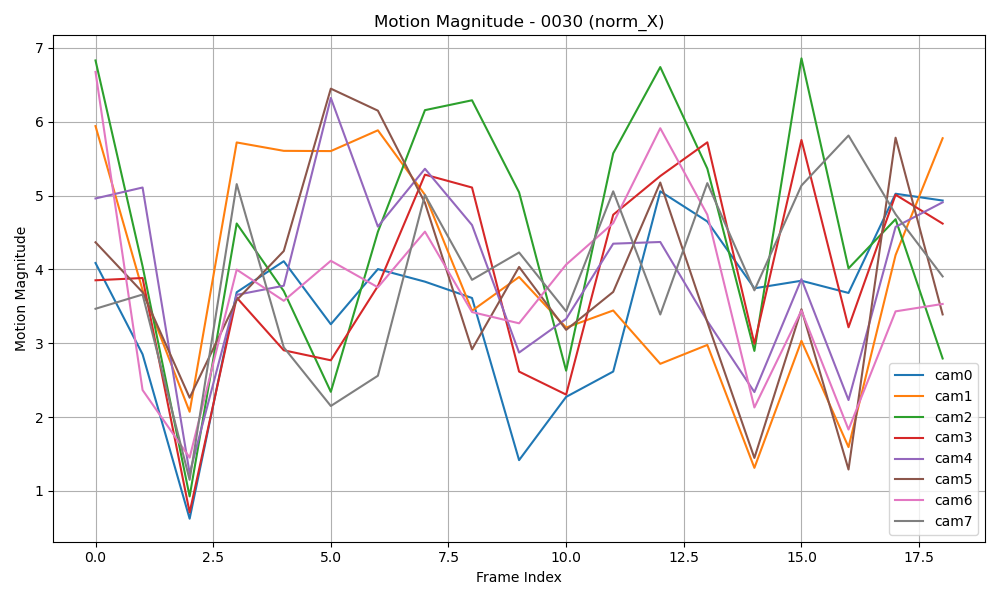 Motion Magnitude - 0030 (norm_X)
7
6
5
4
3
2
1
Motion Magnitude
0.0 2.5 5.0 7.5 10.0 12.5 15.0 17.5
Frame Index
cam0
cam1
cam2
cam3
cam4
cam5
cam6
cam7